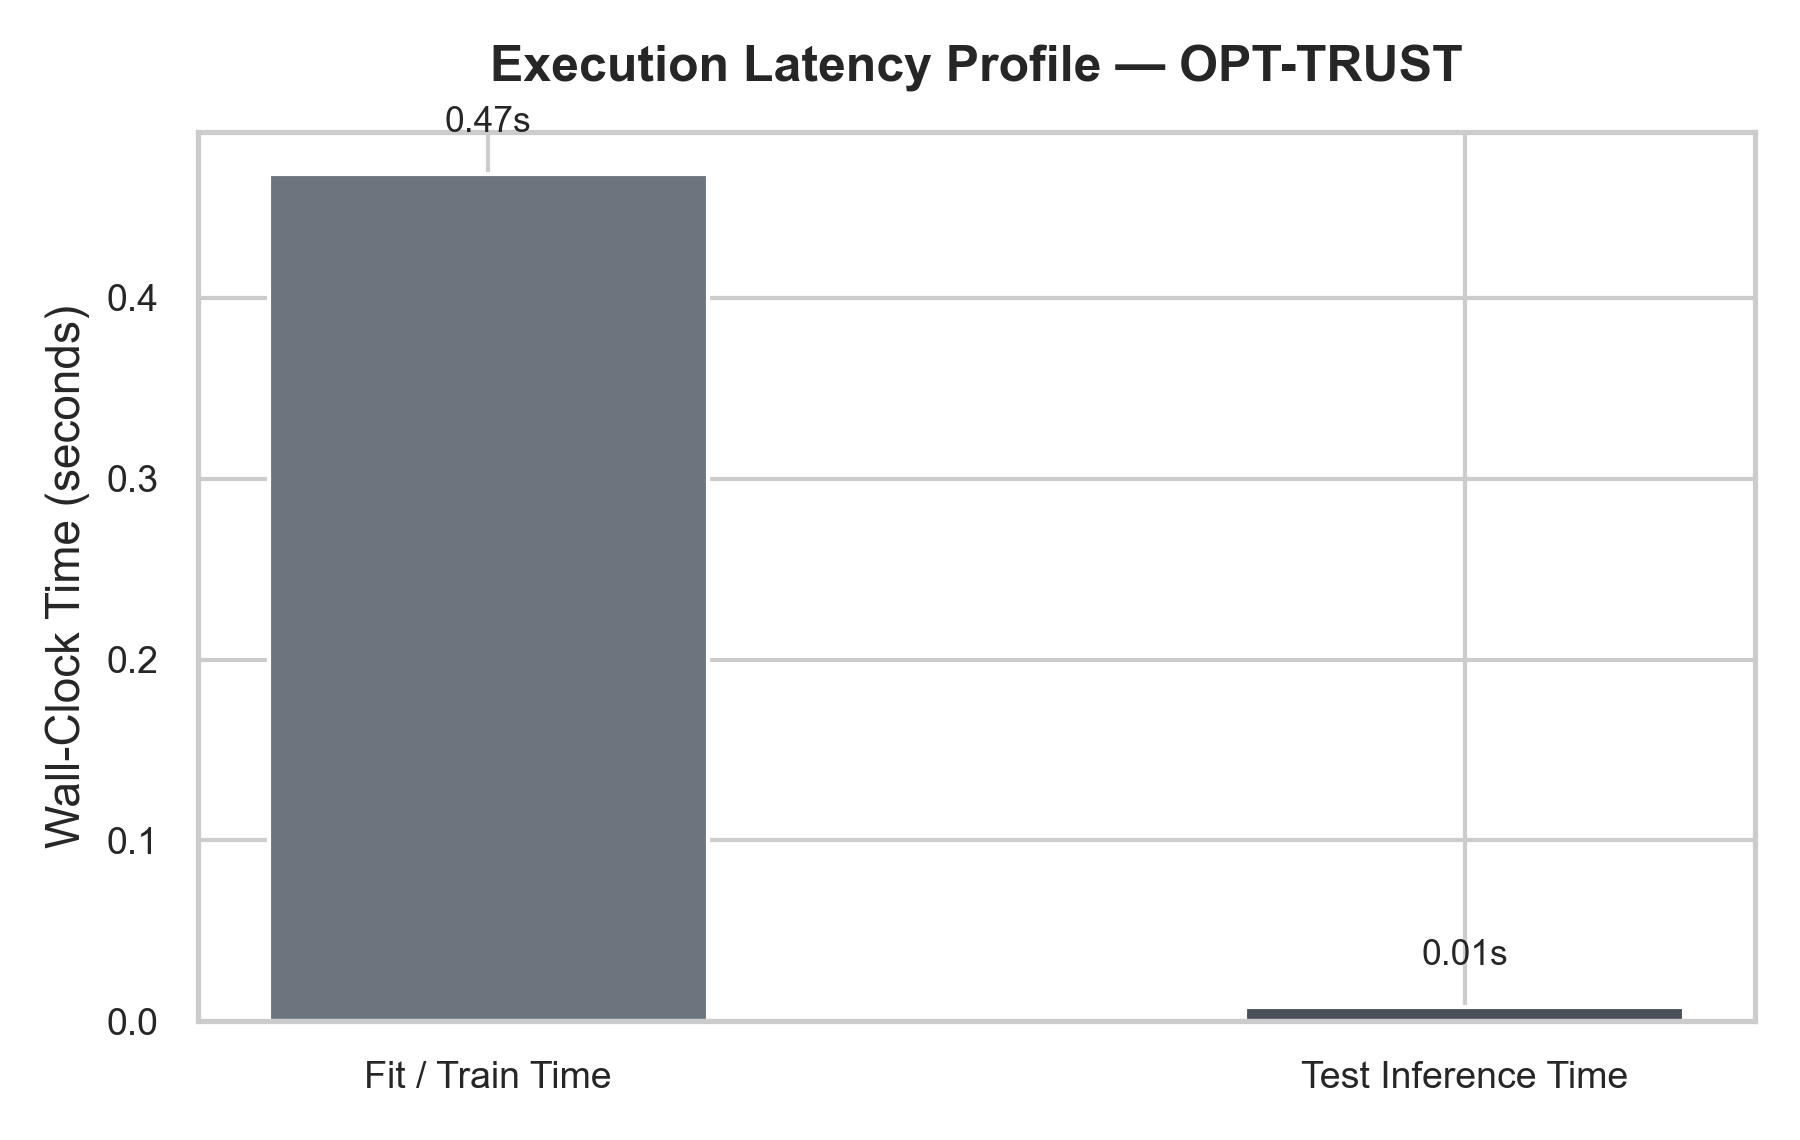 Execution Latency Profile — OPT-TRUST
0.47s
Wall-Clock Time (seconds)
0.4
0.3
0.2
0.1
0.0
0.01s
Fit / Train Time
Test Inference Time